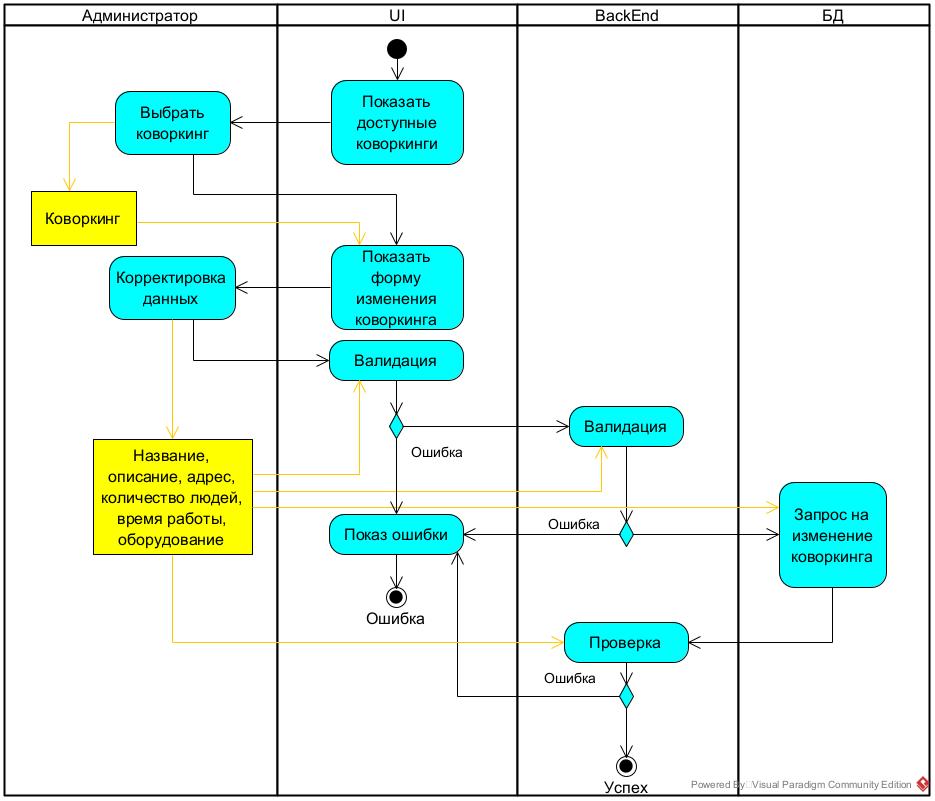 Администратор
UI
BackEnd
БД
Показать
доступные
коворкинги
Выбрать
коворкинг
Коворкинг
Показать
форму
изменения
коворкинга
Корректировка
данных
Валидация
Валидация
Ошибка
Название,
описание, адрес,
количество людей,
время работы,
оборудование
Показ ошибки
Ошибка
Запрос на
изменение
коворкинга
Ошибка
Проверка
Ошибка
Успех
Powered By Visual Paradigm Community Edition